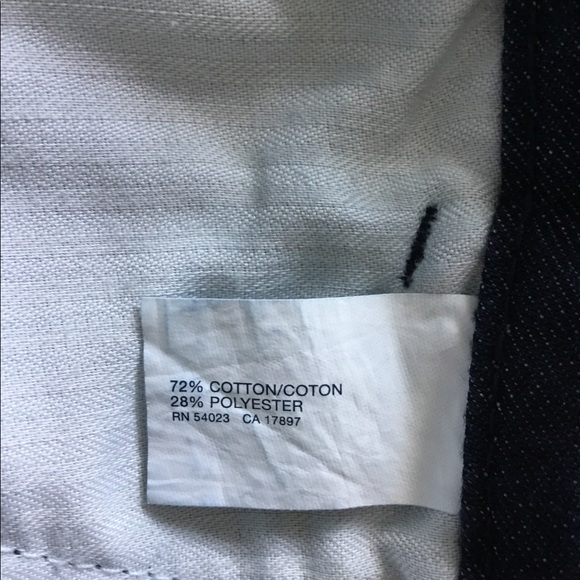 72% COTTON/COTON
28% POLYESTER
RN 54023 CA 17897